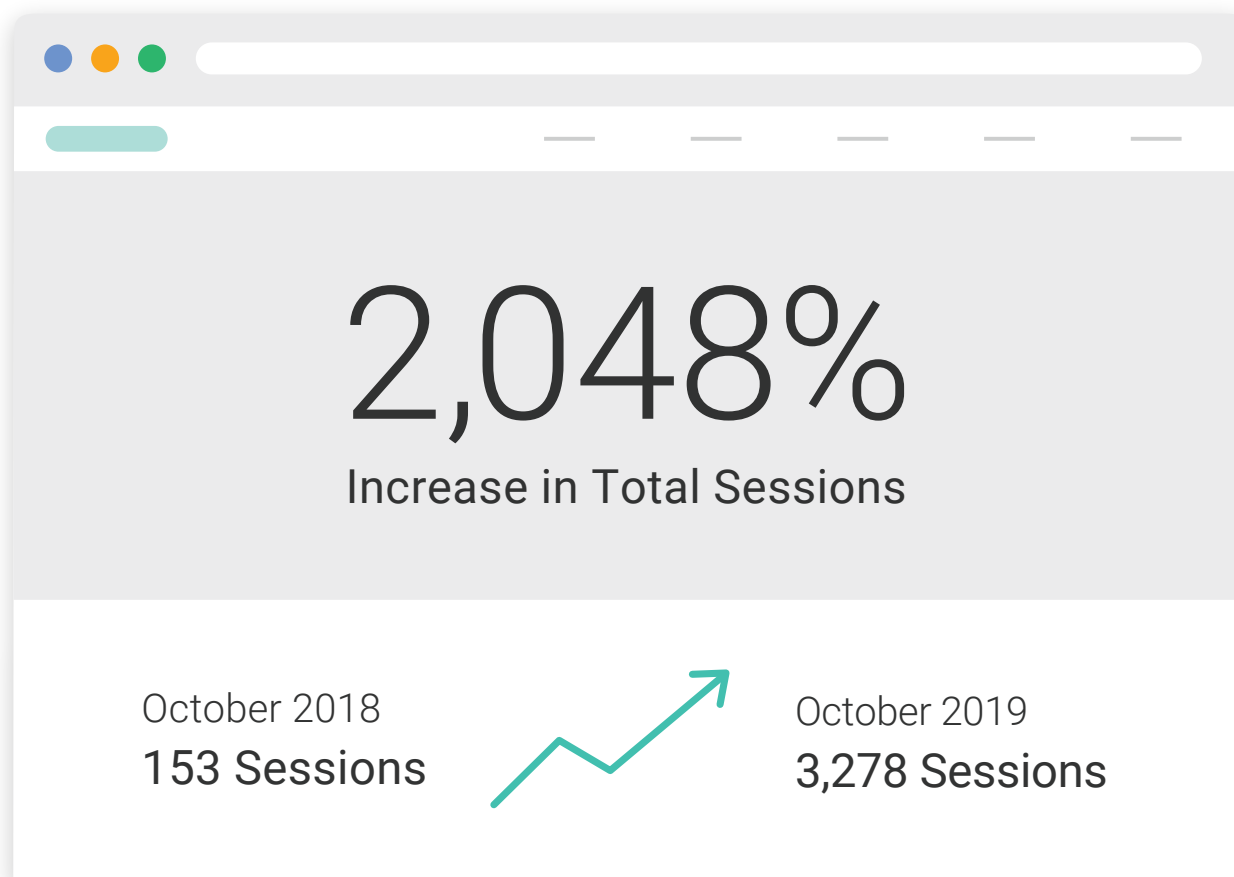 2,048%
Increase in Total Sessions
October 2018
153 Sessions
October 2019
3,278 Sessions